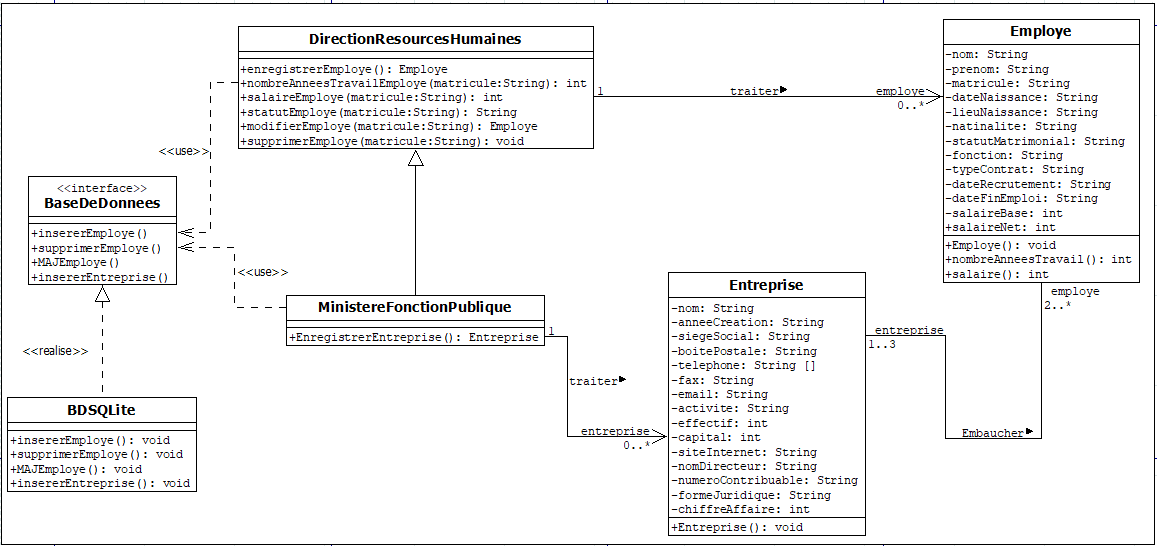 DirectionResourcesHumaines
+enregistrerEmploye(): Employe
+nombreAnneesTravailEmploye(matricule:String): int
+salaireEmploye(matricule:String): int
+statutEmploye(matricule:String): String
+modifierEmploye(matricule:String): Employe
+supprimerEmploye(matricule:String): void
1
traiter
employe
0..*
Employe
-nom: String
-prenom: String
-matricule: String
-dateNaissance: String
-lieuNaissance: String
-natinalite: String
-statutMatrimonial: String
-fonction: String
-typeContrat: String
-dateRecrutement: String
-dateFinEmploi: String
-salaireBase: int
+salaireNet: int
+Employe(): void
+nombreAnneesTravail(): int
+salaire(): int
<<use>>
<<interface>>
BaseDeDonnees
+insererEmploye()
+supprimerEmploye()
+MAJEmploye()
+insererEntreprise()
<<use>>
MinistereFonctionPublique
+EnregistrerEntreprise(): Entreprise
1
traiter
entreprise
0..*
Entreprise
-nom: String
-anneeCreation: String
-siegeSocial: String
-boitePostale: String
-telephone: String []
-fax: String
-email: String
-activite: String
-effectif: int
-capital: int
-siteInternet: String
-nomDirecteur: String
-numeroContribuable: String
-formeJuridique: String
-chiffreAffaire: int
+Entreprise(): void
entreprise
1..3
employe
2..*
Embaucher
<<realise>>
BDSQLite
+insererEmploye(): void
+supprimerEmploye(): void
+MAJEmploye(): void
+insererEntreprise(): void